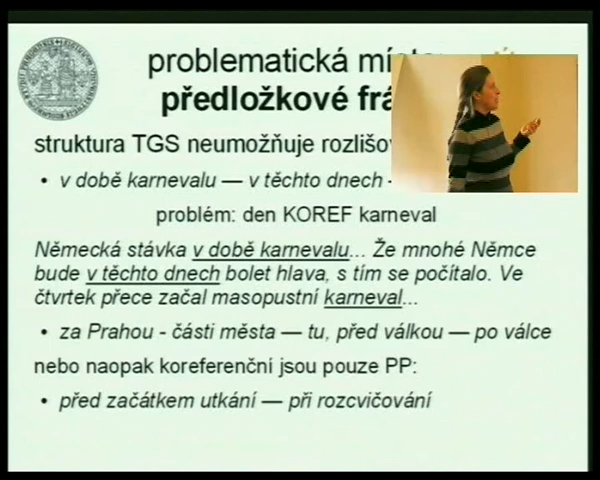 problematická místa
předložkové frá
struktura TGS neumožňuje rozlišov
• v době karnevalu — v těchto dnech -
problém: den KOREF karneval
Německá stávka v době karnevalu... Že mnohé Němce
bude v těchto dnech bolet hlava, s tím se počítalo. Ve
čtvrtek přece začal masopustní karneval...
• za Prahou - části města — tu, před válkou — po válce
nebo naopak koreferenční jsou pouze PP:
• před začátkem utkání — při rozcvičování